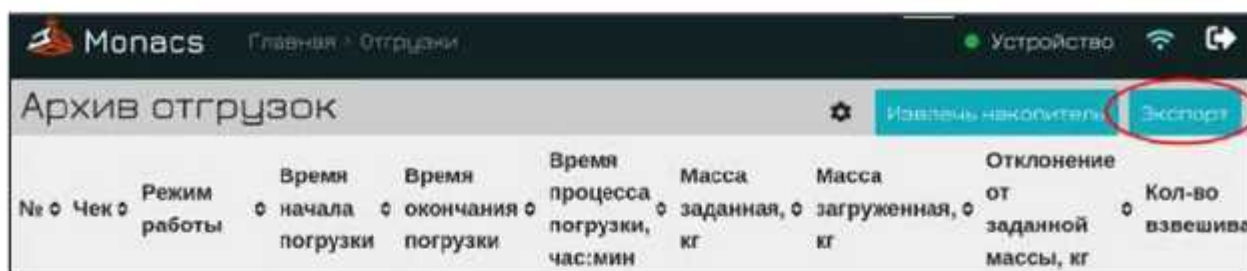 Monacs Главная > Отгрузки Устройство
Архив отгрузок Извлечь накопитель Экспорт
№ Чек Режим работы Время начала погрузки Время окончания погрузки Время процесса погрузки, час:мин Масса заданная, кг Масса загруженная, кг Отклонение от заданной массы, кг Кол-во взвешива